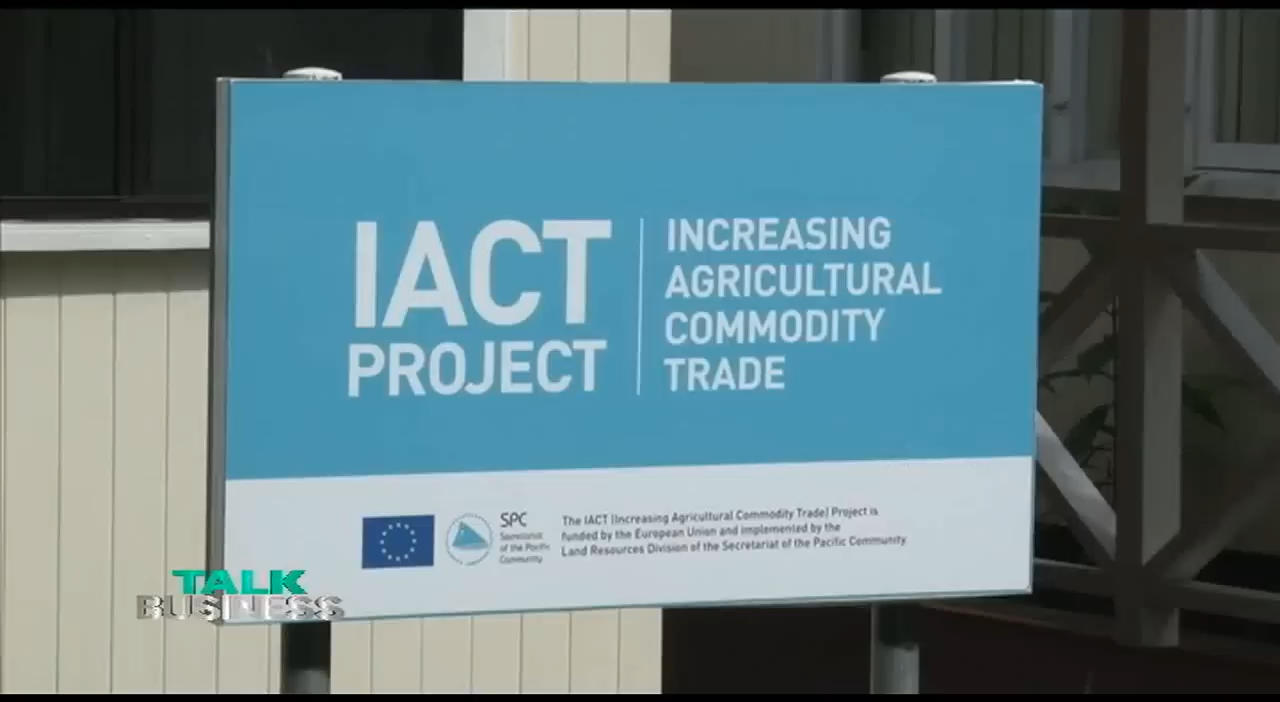 IACT
PROJECT
INCREASING
AGRICULTURAL
COMMODITY
TRADE
SPC
Secretariat
of the Pacific
Community
The IACT (Increasing Agricultural Commodity Trade) Project is
funded by the European Union and implemented by the
Land Resources Division of the Secretariat of the Pacific Community
TALK
BUSINESS